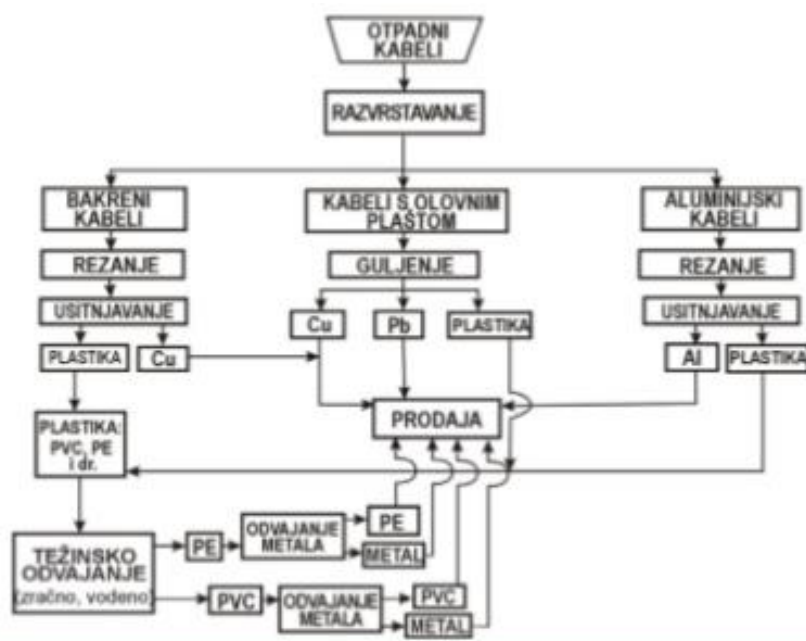 OTPADNI
KABELI
RAZVRSTAVANJE
BAKRENI
KABELI
KABELI S OLOVNIM
PLAŠTOM
ALUMINIJSKI
KABELI
REZANJE
GULJENJE
REZANJE
USITNJAVANJE
USITNJAVANJE
Cu
Pb
PLASTIKA
PLASTIKA
Cu
Al
PLASTIKA
PRODAJA
PLASTIKA:
PVC, PE
i dr.
TEŽINSKO
ODVAJANJE
(zračno, vodeno)
PE
ODVAJANJE
METALA
PE
METAL
PVC
ODVAJANJE
METALA
PVC
METAL